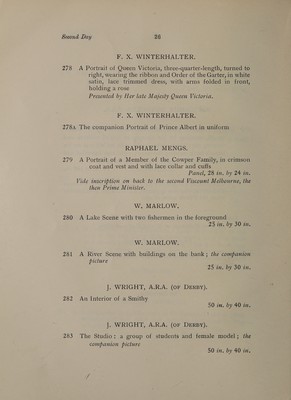 Second Day 26
F. X. WINTERHALTER.
278 A Portrait of Queen Victoria, three-quarter-length, turned to
right, wearing the ribbon and Order of the Garter, in white
satin, lace trimmed dress, with arms folded in front,
holding a rose
Presented by Her late Majesty Queen Victoria.
F. X. WINTERHALTER.
278A The companion Portrait of Prince Albert in uniform
RAPHAEL MENGS.
279 A Portrait of a Member of the Cowper Family, in crimson
coat and vest and with lace collar and cuffs
Panel, 28 in. by 24 in.
Vide inscription on back to the second Viscount Melbourne, the
then Prime Minister.
W. MARLOW.
280 A Lake Scene with two fishermen in the foreground
25 in. by 30 in.
W. MARLOW.
281 A River Scene with buildings on the bank; the companion
picture
25 in. by 30 in.
J. WRIGHT, A.R.A. (OF DERBY).
282 An Interior of a Smithy
50 in. by 40 in.
J. WRIGHT, A.R.A. (OF DERBY).
283 The Studio: a group of students and female model; the
companion picture
50 in. by 40 in.